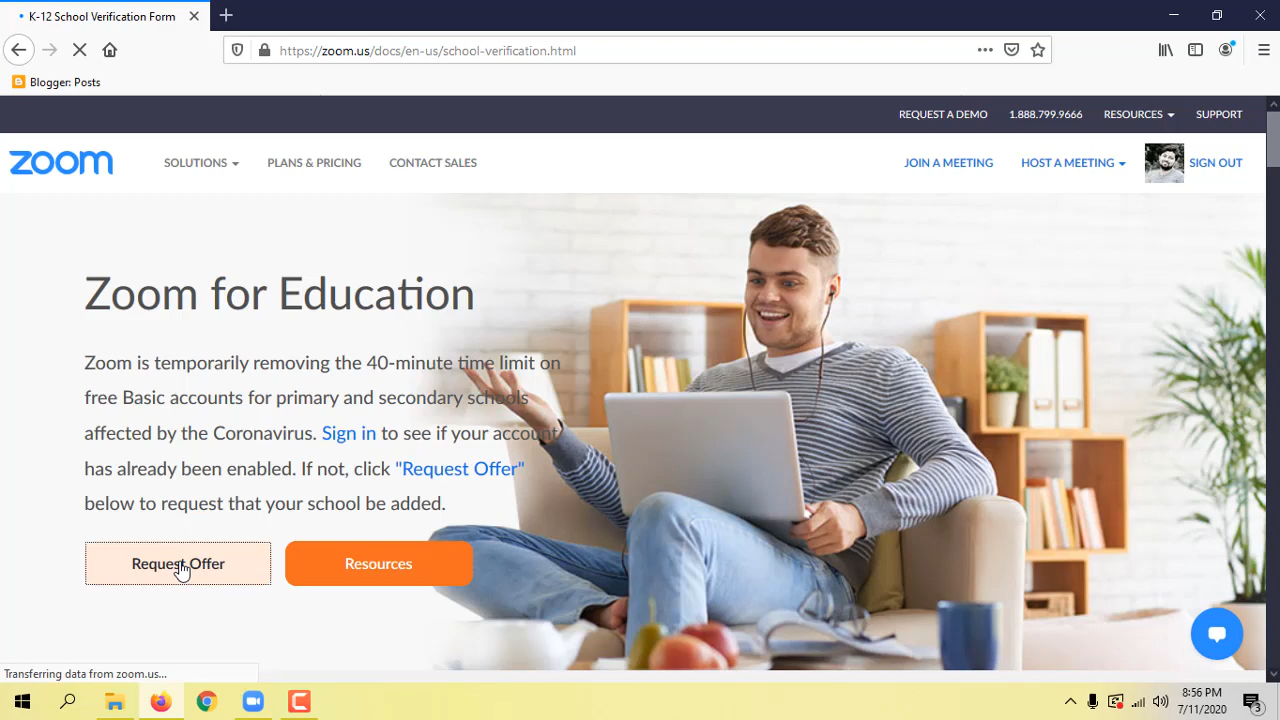 K-12 School Verification Form
https://zoom.us/docs/en-us/school-verification.html
Blogger: Posts
REQUEST A DEMO 1.888.799.9666 RESOURCES SUPPORT
zoom SOLUTIONS PLANS & PRICING CONTACT SALES JOIN A MEETING HOST A MEETING SIGN OUT
Zoom for Education
Zoom is temporarily removing the 40-minute time limit on
free Basic accounts for primary and secondary schools
affected by the Coronavirus. Sign in to see if your account
has already been enabled. If not, click "Request Offer"
below to request that your school be added.
Request Offer Resources
Transferring data from zoom.us...
8:56 PM
7/11/2020
3